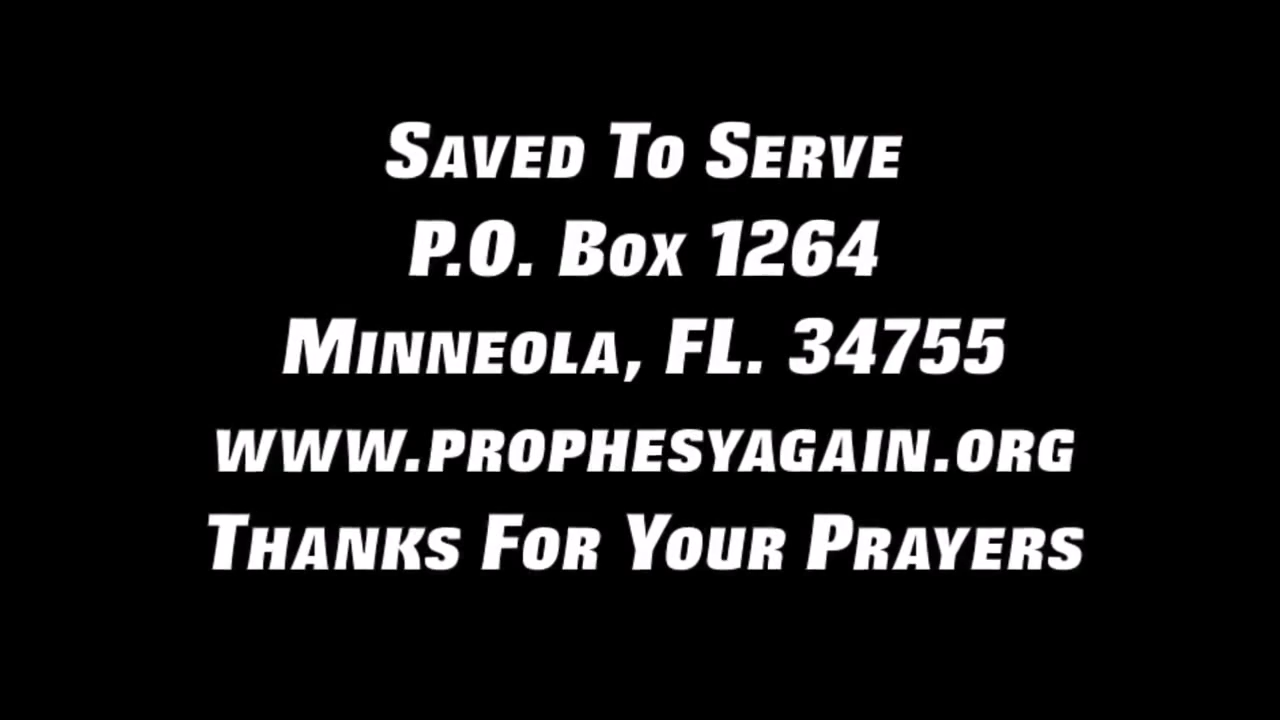 Saved To Serve
P.O. Box 1264
Minneola, FL. 34755
www.prophesyagain.org
Thanks For Your Prayers